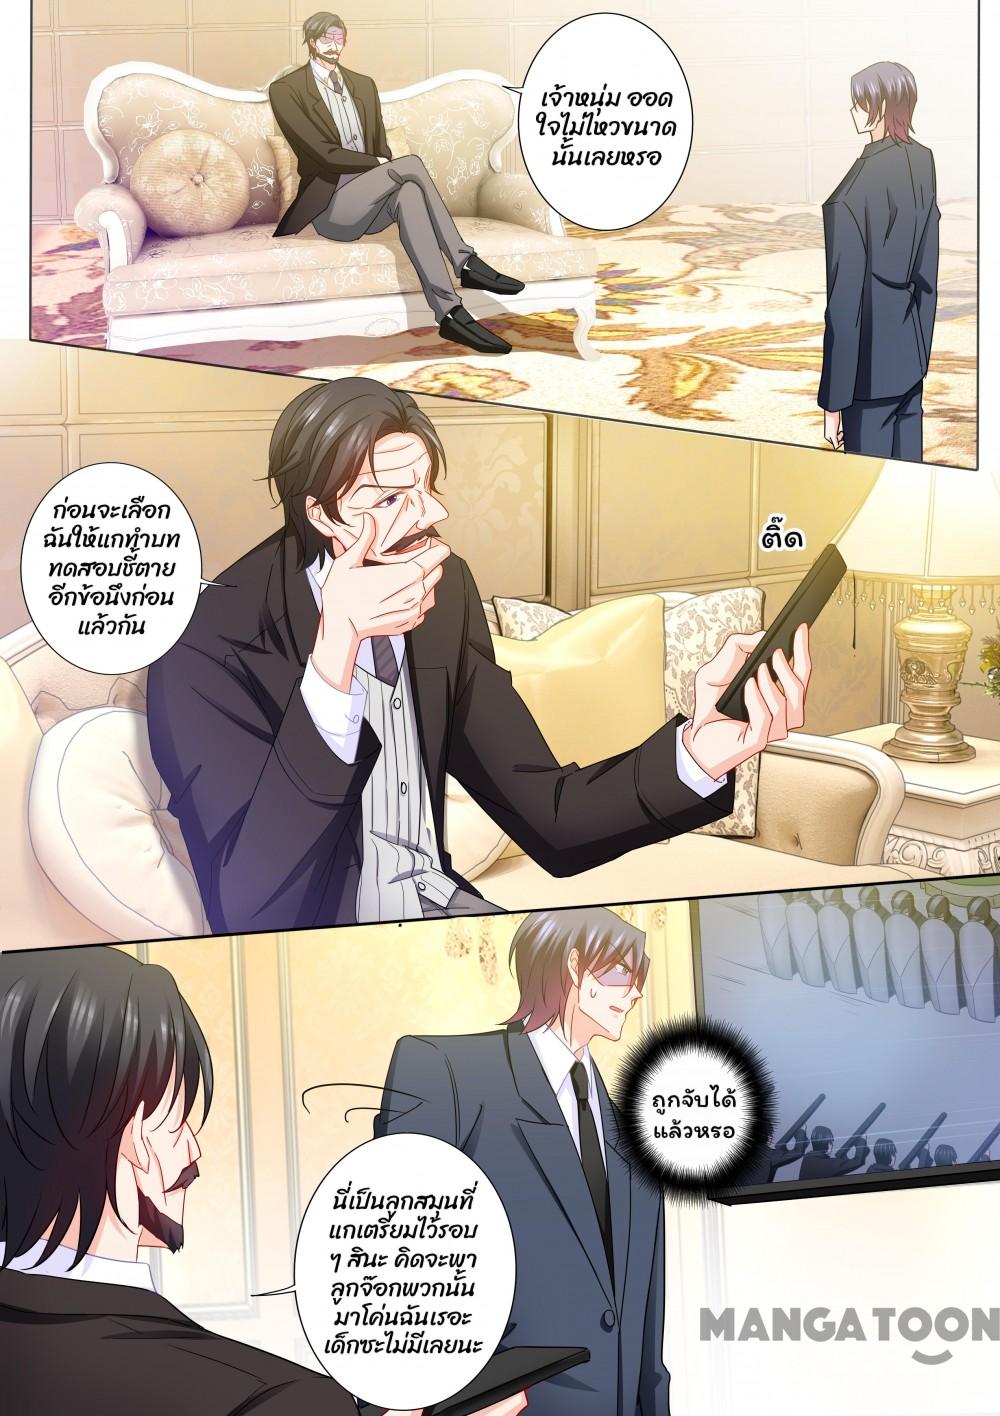 เจ้าหนุ่ม ออด
ใจไม่ไหวขนาด
นั้นเลยหรอ
ก่อนจะเลือก
ฉันให้แกทำบท
ทดสอบชี้ตาย
อีกข้อนึงก่อน
แล้วกัน
ติ๊ด
ถูกจับได้
แล้วหรอ
นี่เป็นลูกสมุนที่
แกเตรียมไว้รอบ
ๆ สินะ คิดจะพา
ลูกจ๊อกพวกนั้น
มาโค่นฉันเรอะ
เด็กซะไม่มีเลยนะ
MANGATOON